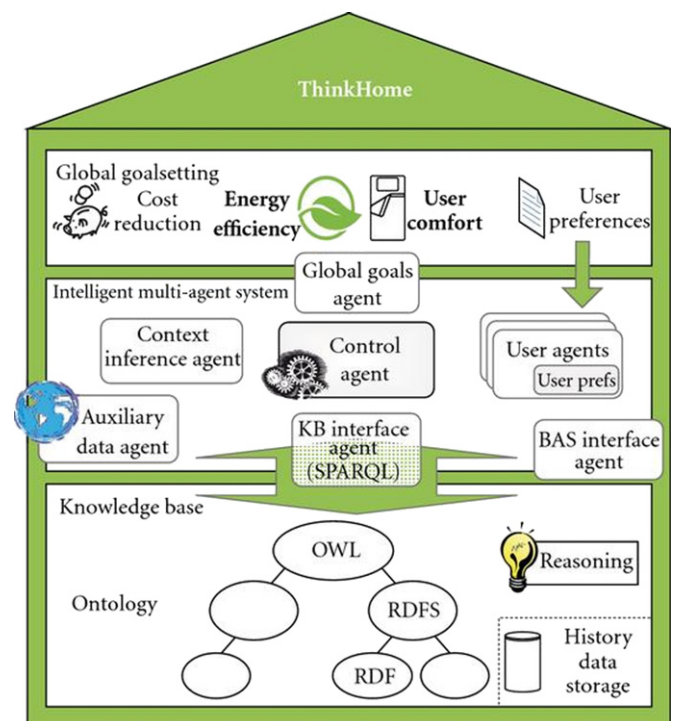 ThinkHome
Global goalsetting
Cost
reduction
Energy
efficiency
User
comfort
User
preferences
Global goals
agent
Intelligent multi-agent system
Context
inference agent
Control
agent
User agents
User prefs
Auxiliary
data agent
KB interface
agent
(SPARQL)
BAS interface
agent
Knowledge base
OWL
Reasoning
Ontology
RDFS
RDF
History
data
storage